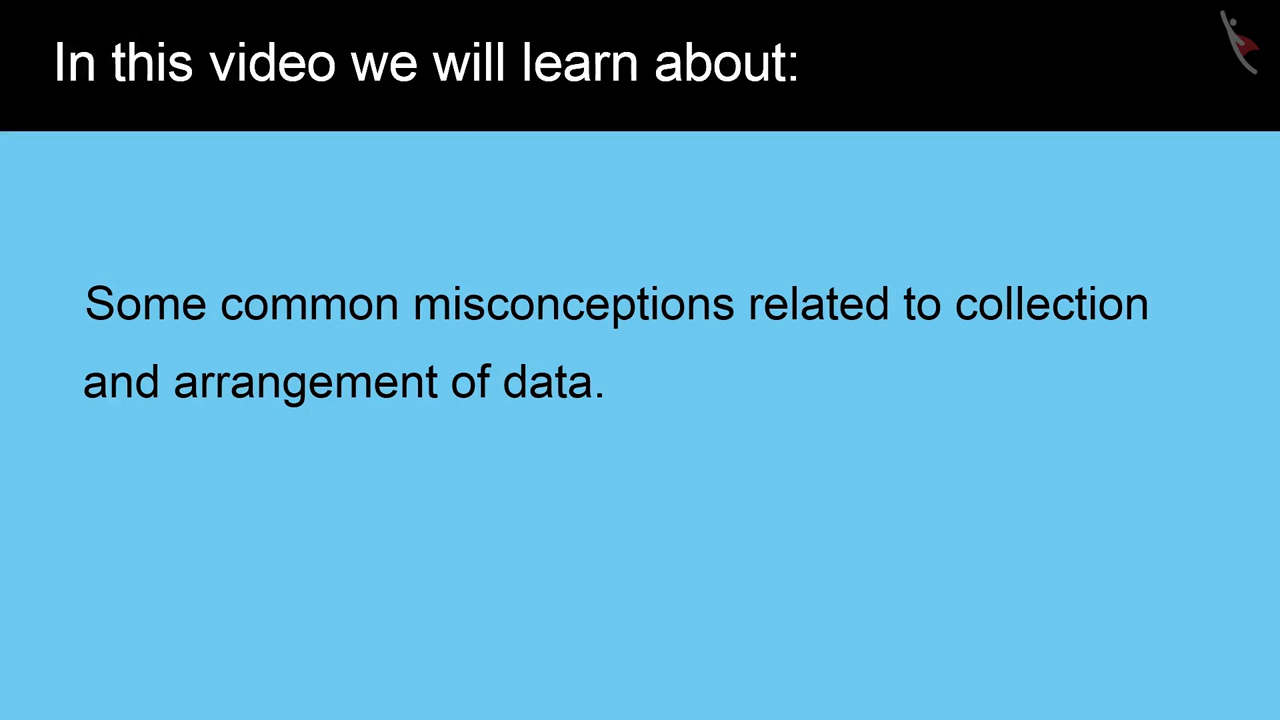 In this video we will learn about:
Some common misconceptions related to collection
and arrangement of data.